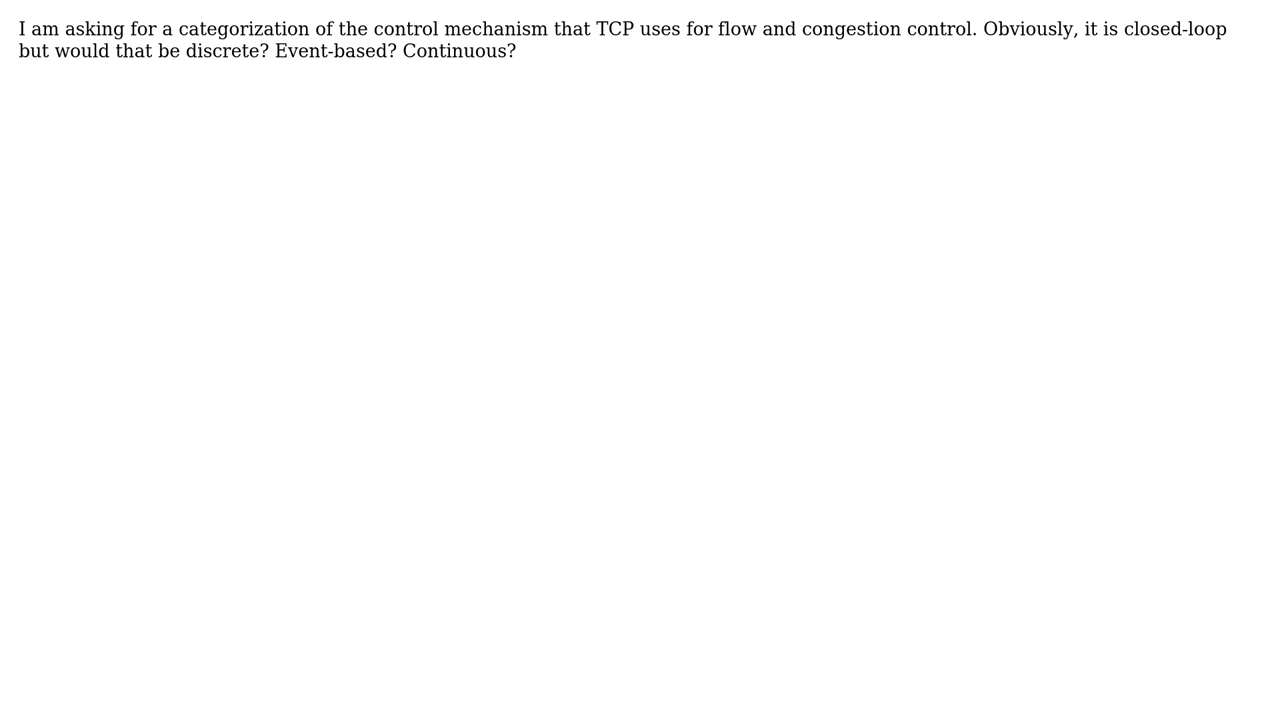 I am asking for a categorization of the control mechanism that TCP uses for flow and congestion control. Obviously, it is closed-loop
but would that be discrete? Event-based? Continuous?